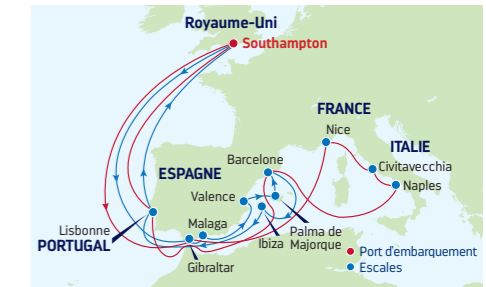 Royaume-Uni
Southampton
FRANCE
Nice
ITALIE
Civitavecchia
Naples
Barcelone
ESPAGNE
Valence
Malaga
Lisbonne
PORTUGAL
Gibraltar
Ibiza
Palma de
Majorque
Port d'embarquement
Escales